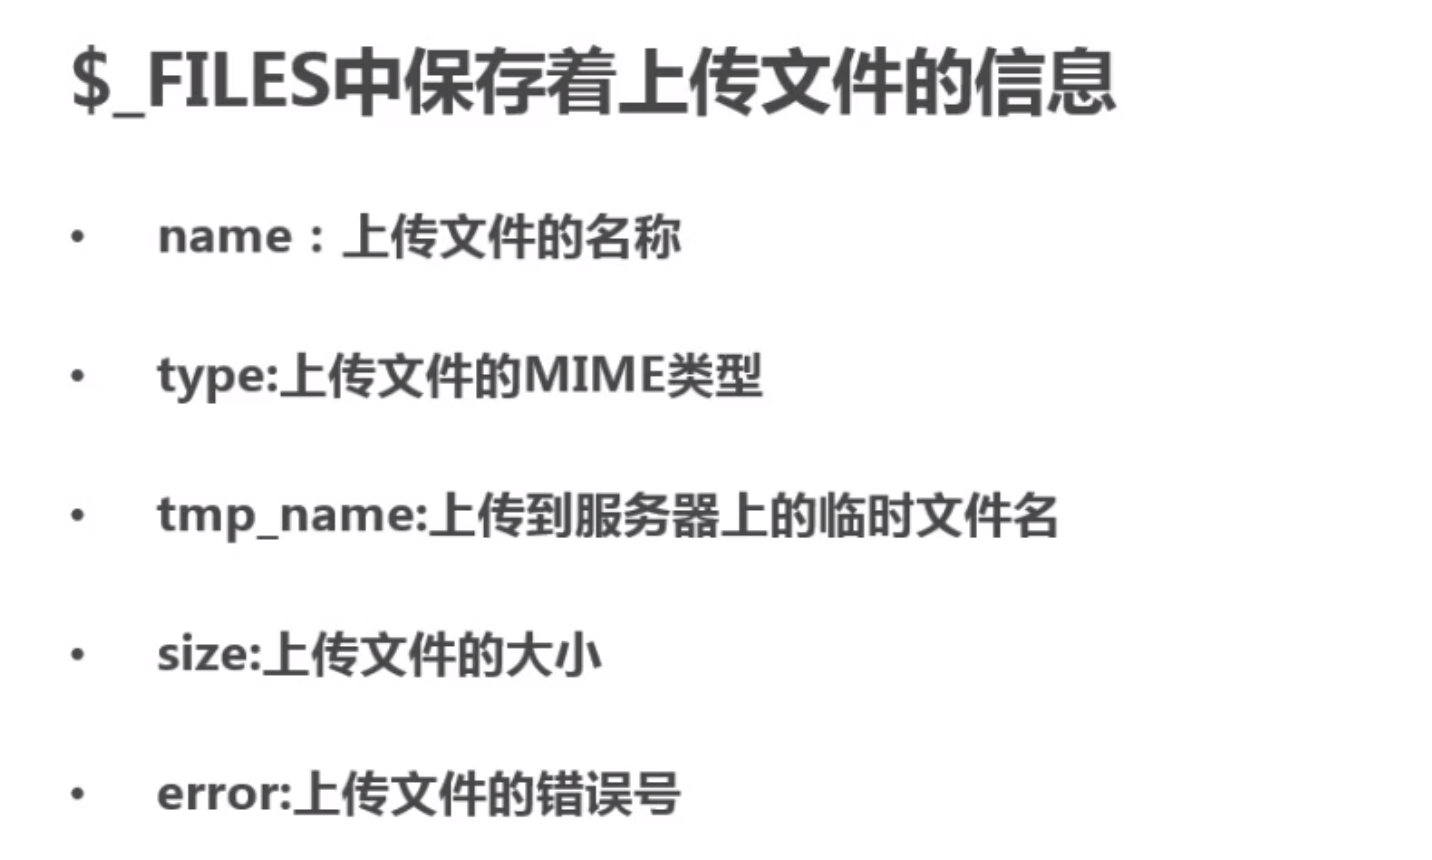 $_FILES中保存着上传文件的信息
• name：上传文件的名称
• type:上传文件的MIME类型
• tmp_name:上传到服务器上的临时文件名
• size:上传文件的大小
• error:上传文件的错误号